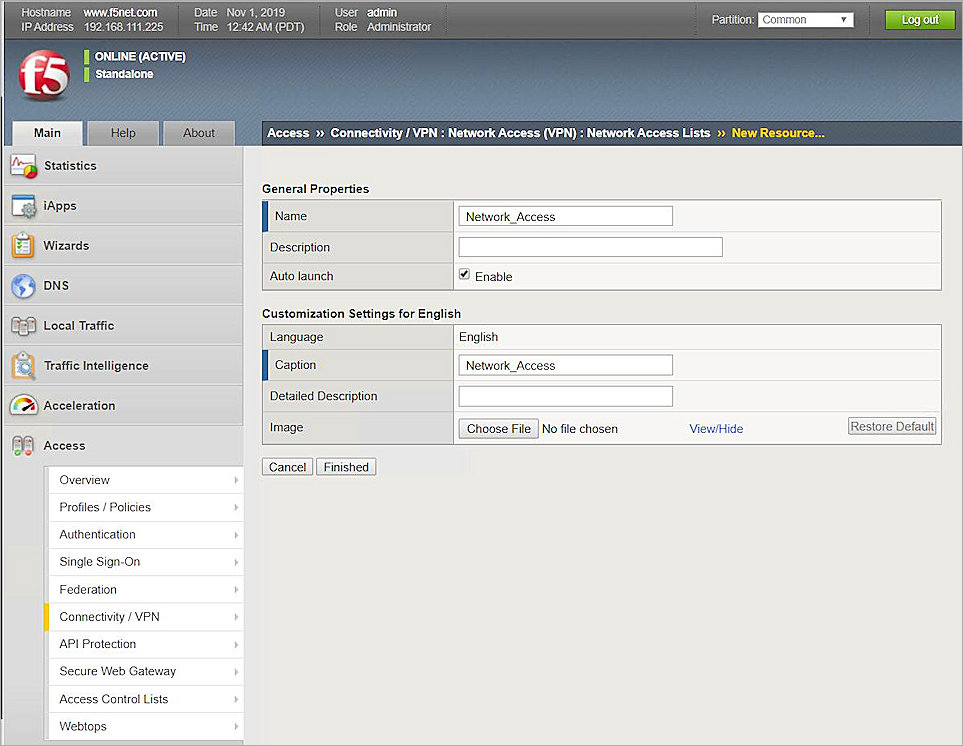 Hostname www.f5net.com Date Nov 1, 2019 User admin
IP Address 192.168.111.225 Time 12:42 AM (PDT) Role Administrator
Partition: Common Log out
f5
ONLINE (ACTIVE)
Standalone
Main Help About
Access ›› Connectivity / VPN : Network Access (VPN) : Network Access Lists ›› New Resource...
Statistics
iApps
Wizards
DNS
Local Traffic
Traffic Intelligence
Acceleration
Access
Overview
Profiles / Policies
Authentication
Single Sign-On
Federation
Connectivity / VPN
API Protection
Secure Web Gateway
Access Control Lists
Webtops
General Properties
Name Network_Access
Description
Auto launch Enable
Customization Settings for English
Language English
Caption Network_Access
Detailed Description
Image Choose File No file chosen View/Hide Restore Default
Cancel Finished